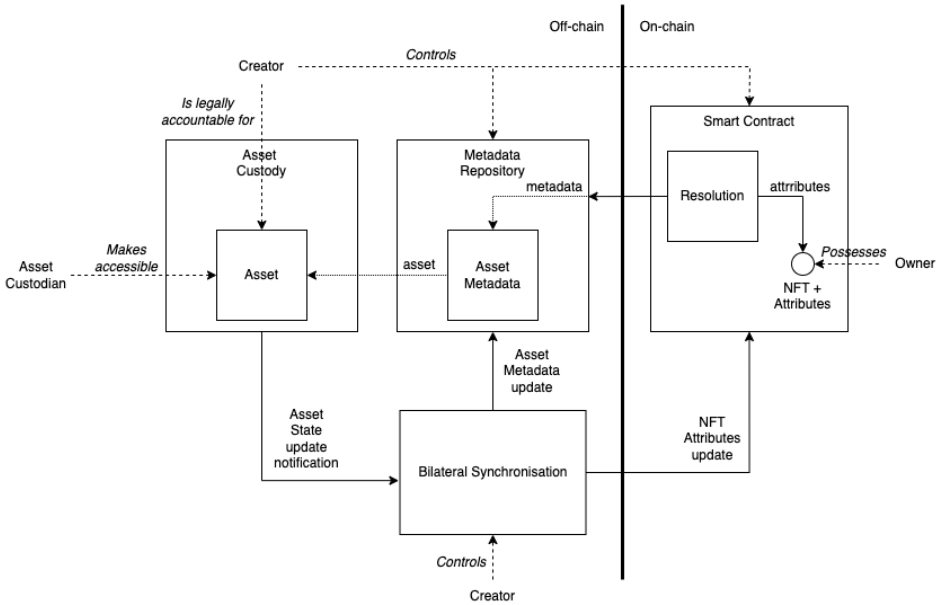 Off-chain
On-chain
Creator
Controls
Is legally
accountable for
Asset
Custody
Metadata
Repository
Smart Contract
metadata
Resolution
attrributes
Makes
accessible
Asset
Custodian
Asset
asset
Asset
Metadata
Possesses
Owner
NFT +
Attributes
Asset
Metadata
update
Asset
State
update
notification
NFT
Attributes
update
Bilateral Synchronisation
Controls
Creator